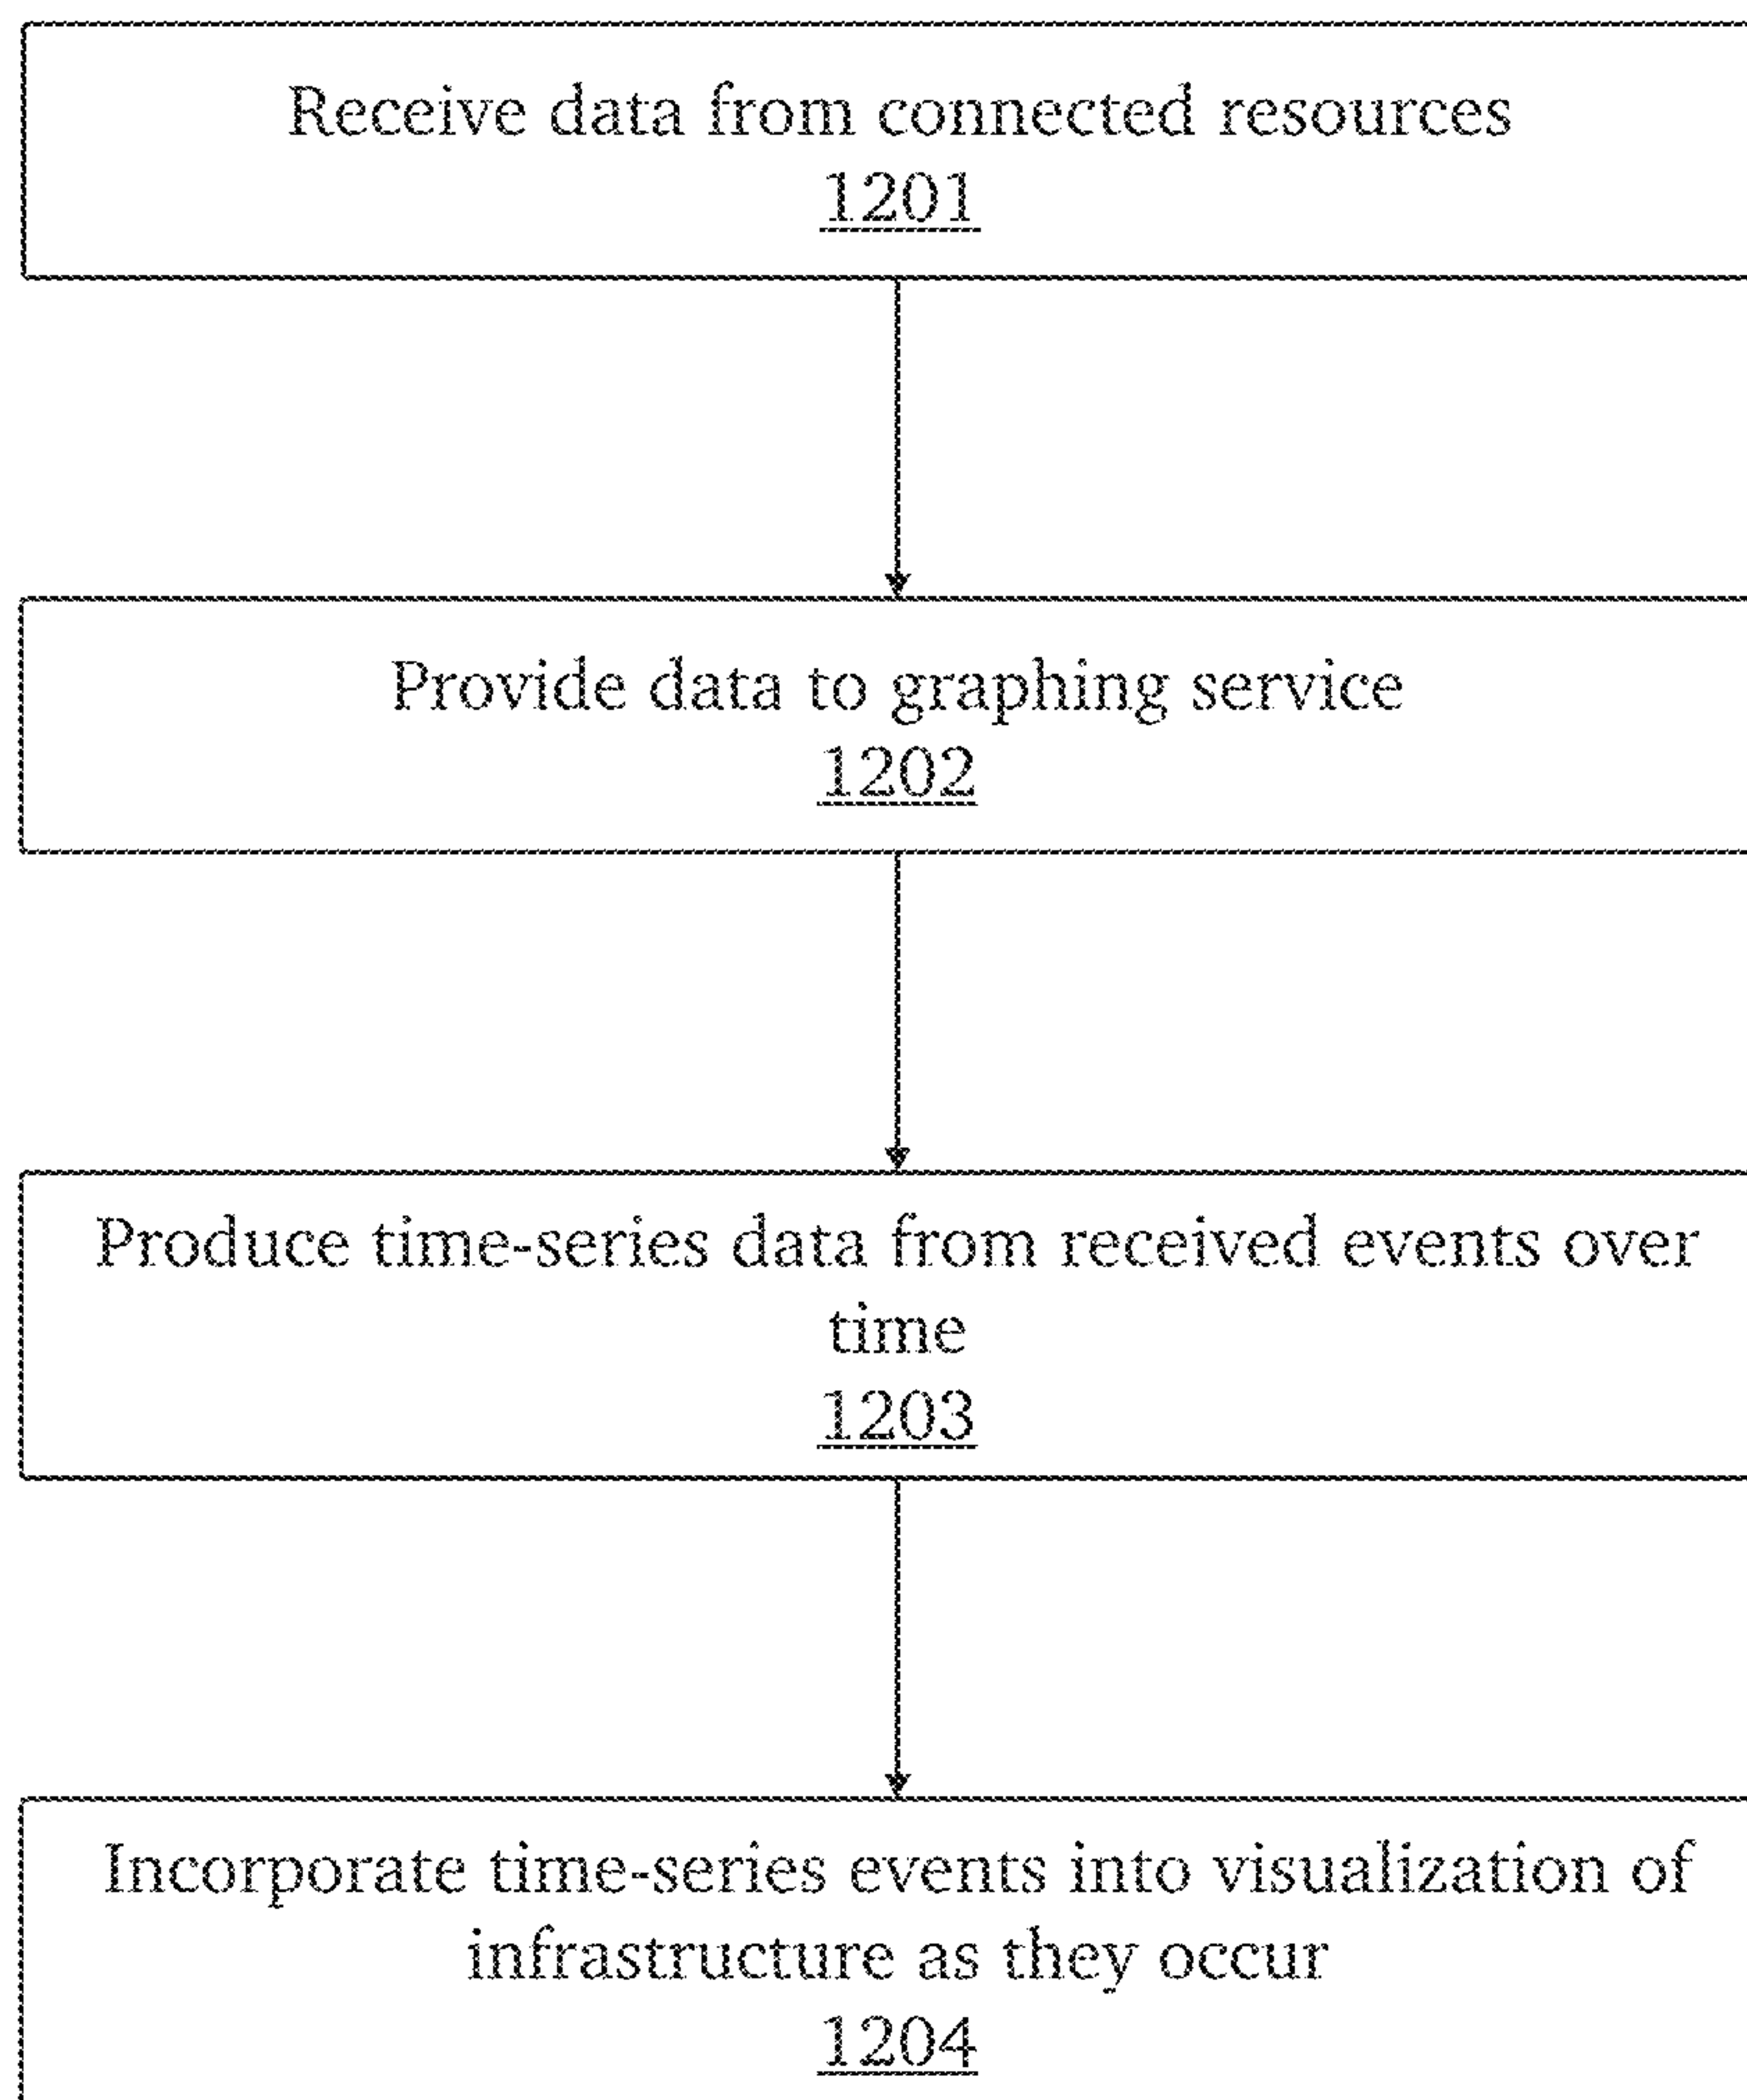 Receive data from connected resources
1201
Provide data to graphing service
1202
Produce time-series data from received events over
time
1203
Incorporate time-series events into visualization of
infrastructure as they occur
1204